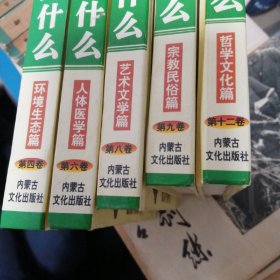 什么
环境生态篇
第四卷
内蒙古
文化出版社
什么
人体医学篇
第六卷
内蒙古
文化出版社
什么
艺术文学篇
第八卷
内蒙古
文化出版社
么
宗教民俗篇
第九卷
内蒙古
文化出版社
哲学文化篇
第十二卷
内蒙古
文化出版社